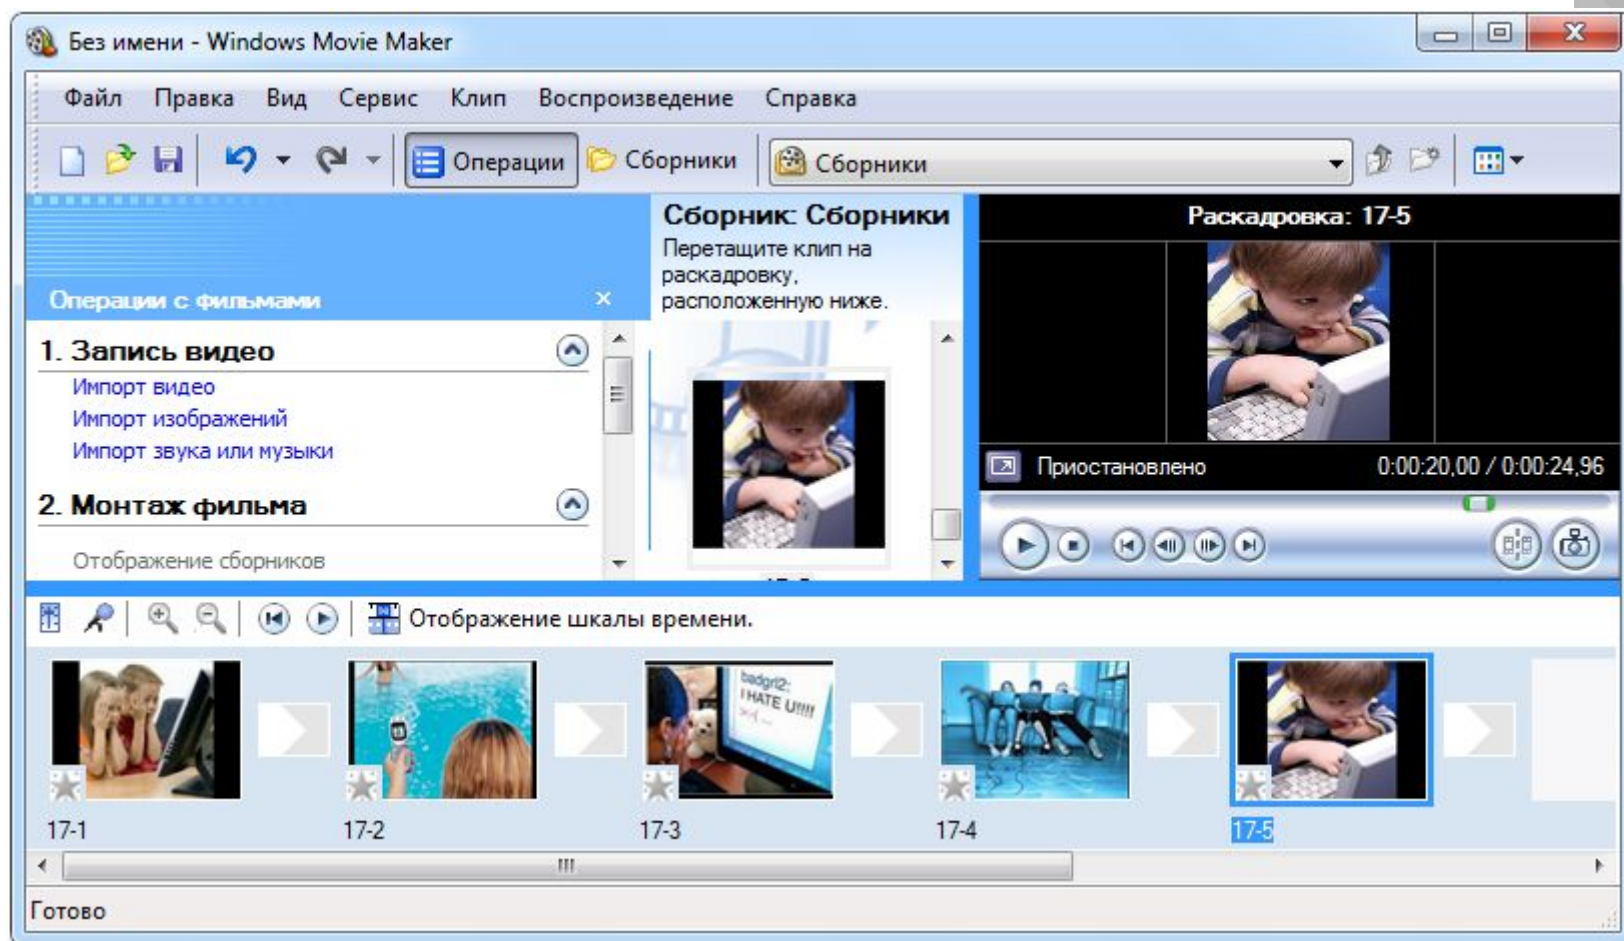 Без имени - Windows Movie Maker
Файл Правка Вид Сервис Клип Воспроизведение Справка
Операции Сборники Сборники
Операции с фильмами
1. Запись видео
Импорт видео
Импорт изображений
Импорт звука или музыки
2. Монтаж фильма
Отображение сборников
Сборник: Сборники
Перетащите клип на
раскадровку,
расположенную ниже.
Раскадровка: 17-5
Приостановлено 0:00:20,00 / 0:00:24,96
Отображение шкалы времени.
badgrl2:
I HATE U!!!!
17-1 17-2 17-3 17-4 17-5
Готово